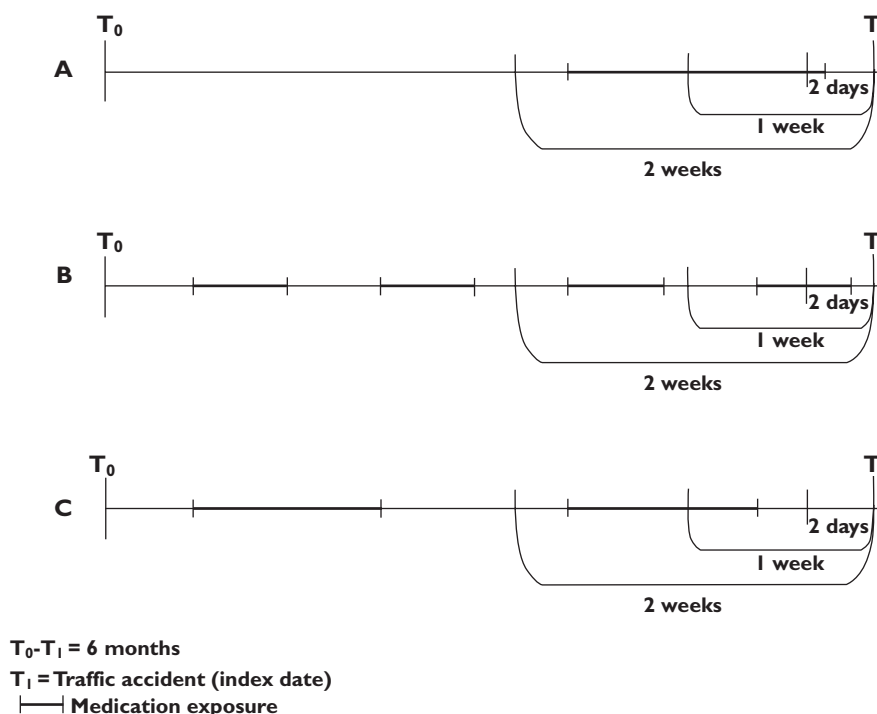 T₀ T
A
2 days
1 week
2 weeks
T₀ T
B
2 days
1 week
2 weeks
T₀ T
C
2 days
1 week
2 weeks
T₀-T₁ = 6 months
T₁ = Traffic accident (index date)
Medication exposure